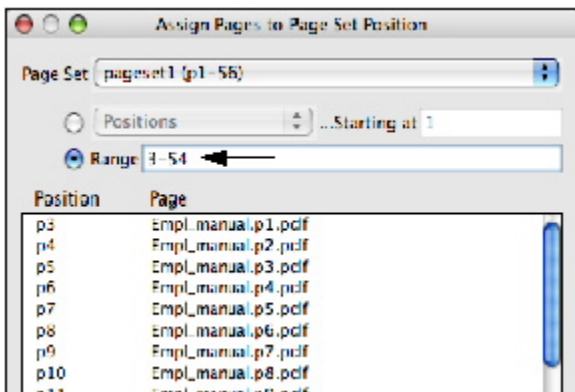 Assign Pages to Page Set Position
Page Set pageset1 (p1-56)
Positions ...Starting at 1
Range 3-54
Position Page
p3 Empl_manual.p1.pdf
p4 Empl_manual.p2.pdf
p5 Empl_manual.p3.pdf
p6 Empl_manual.p4.pdf
p7 Empl_manual.p5.pdf
p8 Empl_manual.p6.pdf
p9 Empl_manual.p7.pdf
p10 Empl_manual.p8.pdf